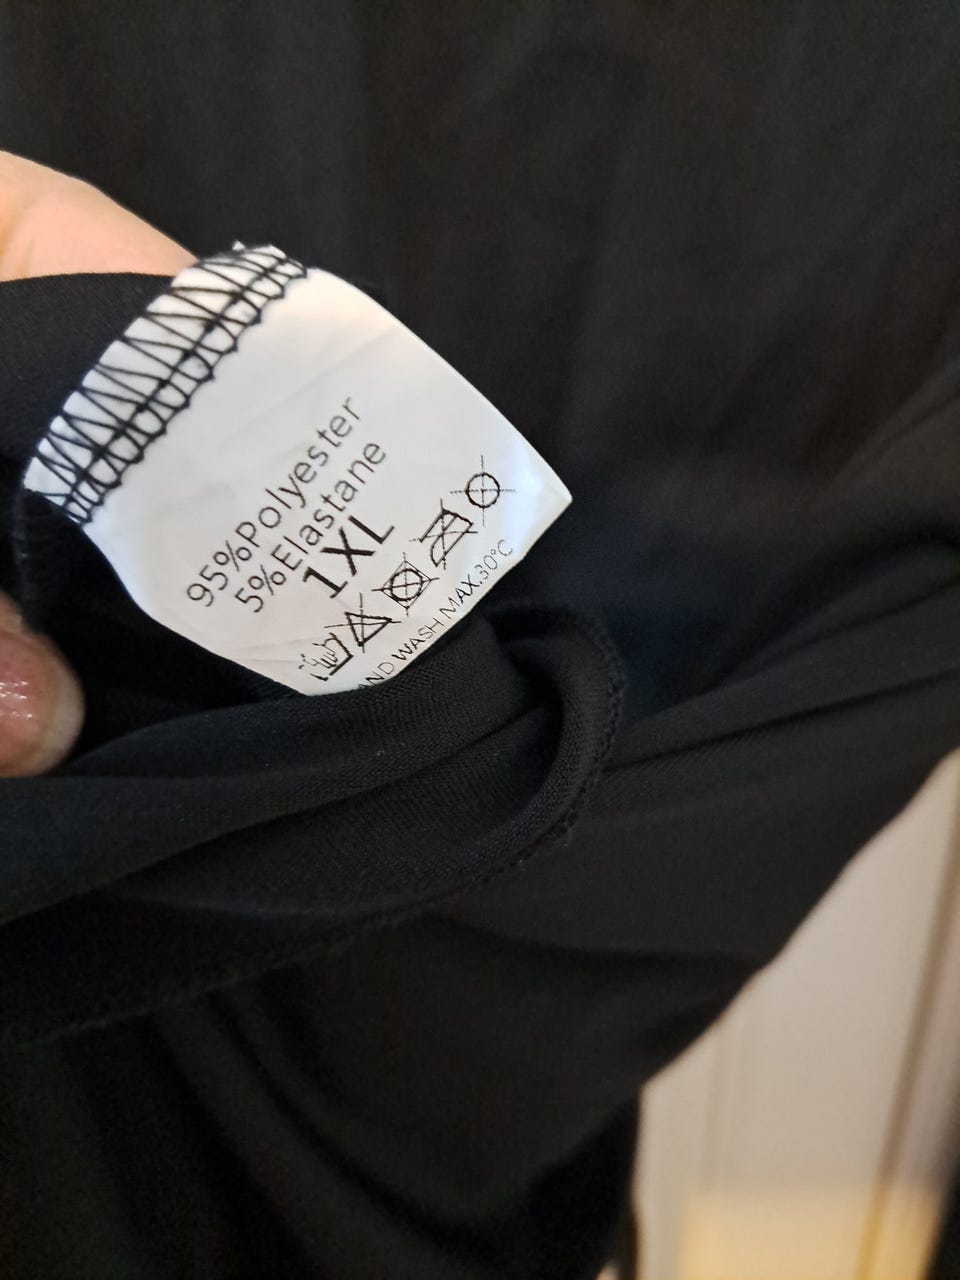 95%Polyester
5%Elastane
1XL
WASH MAX.30°C